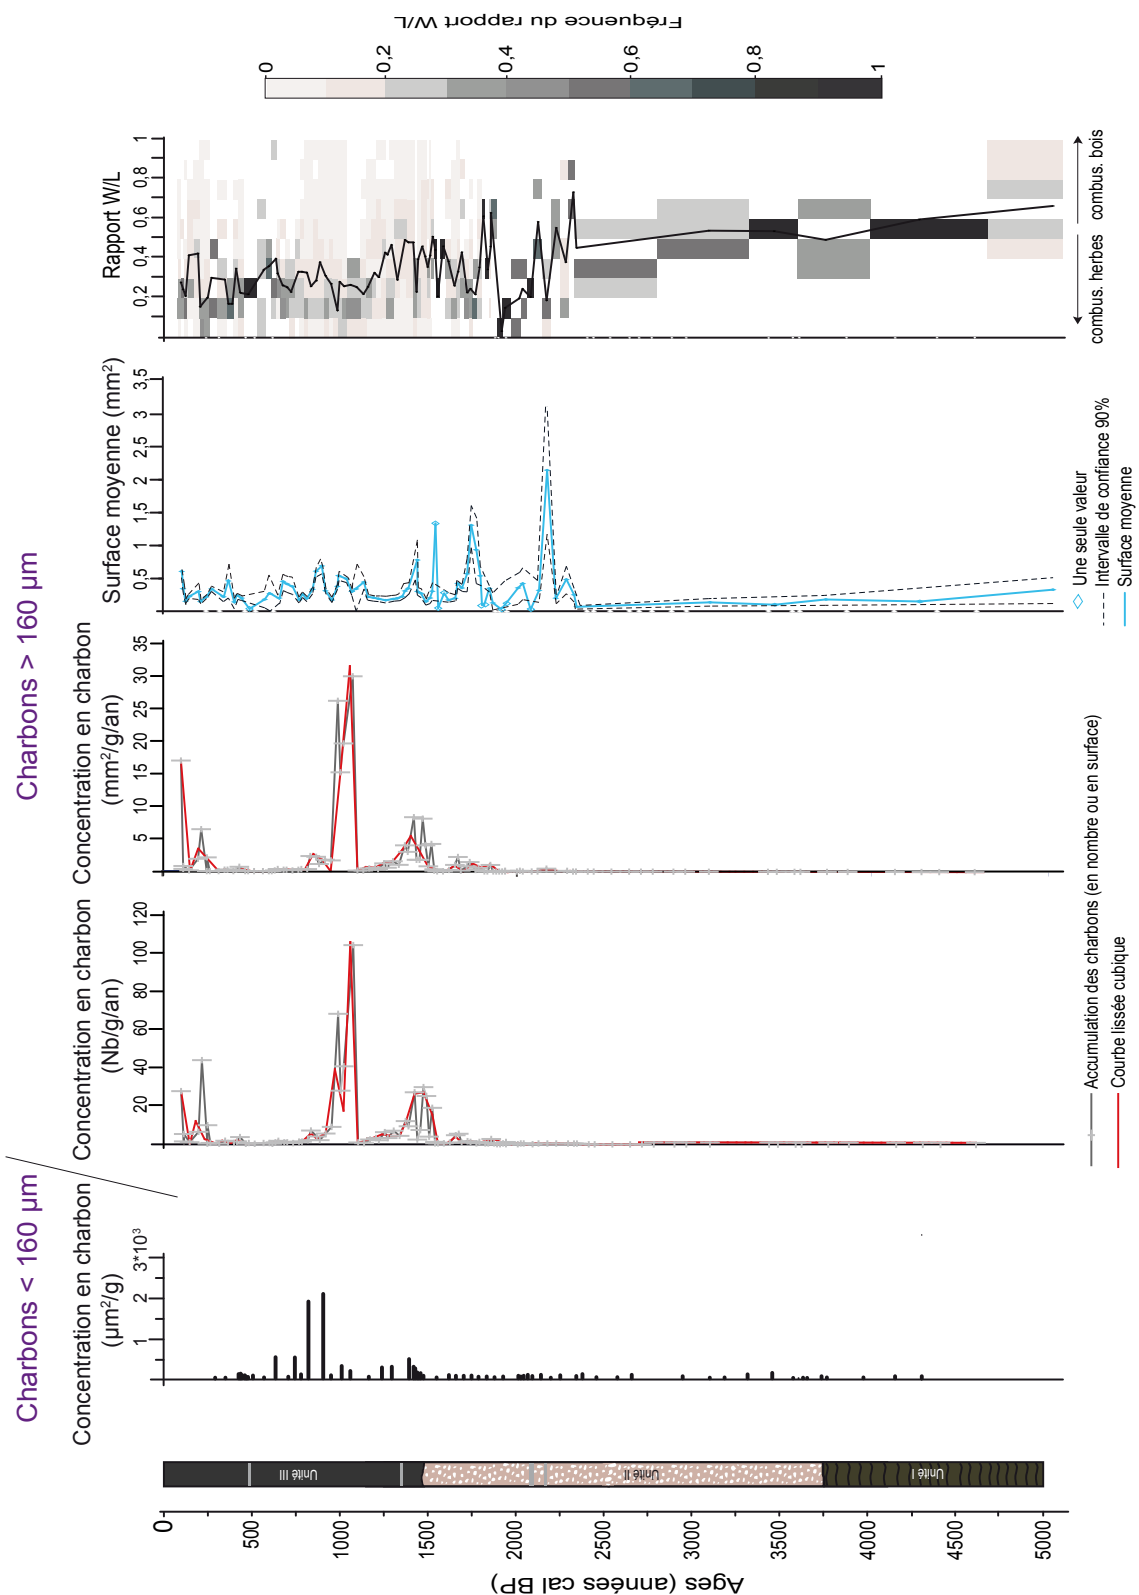 Fréquence du rapport W/L
0
0,2
0,4
0,6
0,8
1
Charbons > 160 µm
Charbons < 160 µm
Rapport W/L
0.2
0.4
0.6
0.8
1
combus. herbes
combus. bois
Surface moyenne (mm²)
0.5
1
1.5
2
2.5
3
3.5
Une seule valeur
Intervalle de confiance 90%
Surface moyenne
Concentration en charbon
(mm²/g/an)
5
10
15
20
25
30
35
Concentration en charbon
(Nb/g/an)
20
40
60
80
100
120
Accumulation des charbons (en nombre ou en surface)
Courbe lissée cubique
Concentration en charbon
(µm²/g)
1
2
3*10³
Unité III
Unité II
Unité I
0
500
1000
1500
2000
2500
3000
3500
4000
4500
5000
Ages (années cal BP)